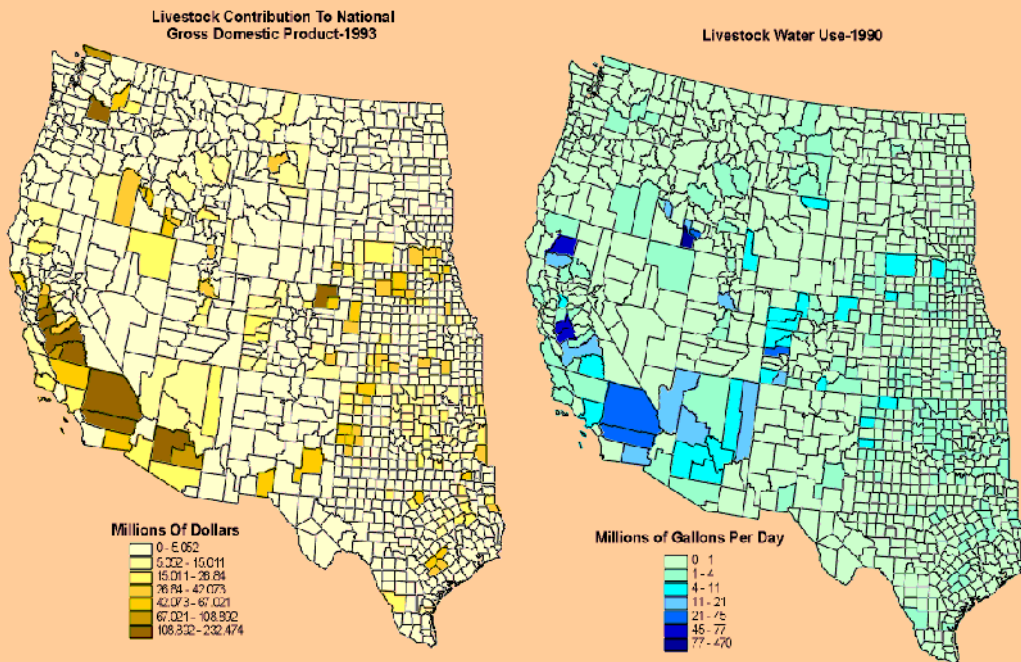 Livestock Contribution To National
Gross Domestic Product-1993
Livestock Water Use-1990
Millions Of Dollars
0 - 5.052
5.052 - 15.011
15.011 - 26.84
26.84 - 42.073
42.073 - 67.021
67.021 - 108.892
108.892 - 232.474
Millions of Gallons Per Day
0 - 1
1 - 4
4 - 11
11 - 21
21 - 45
45 - 77
77 - 470